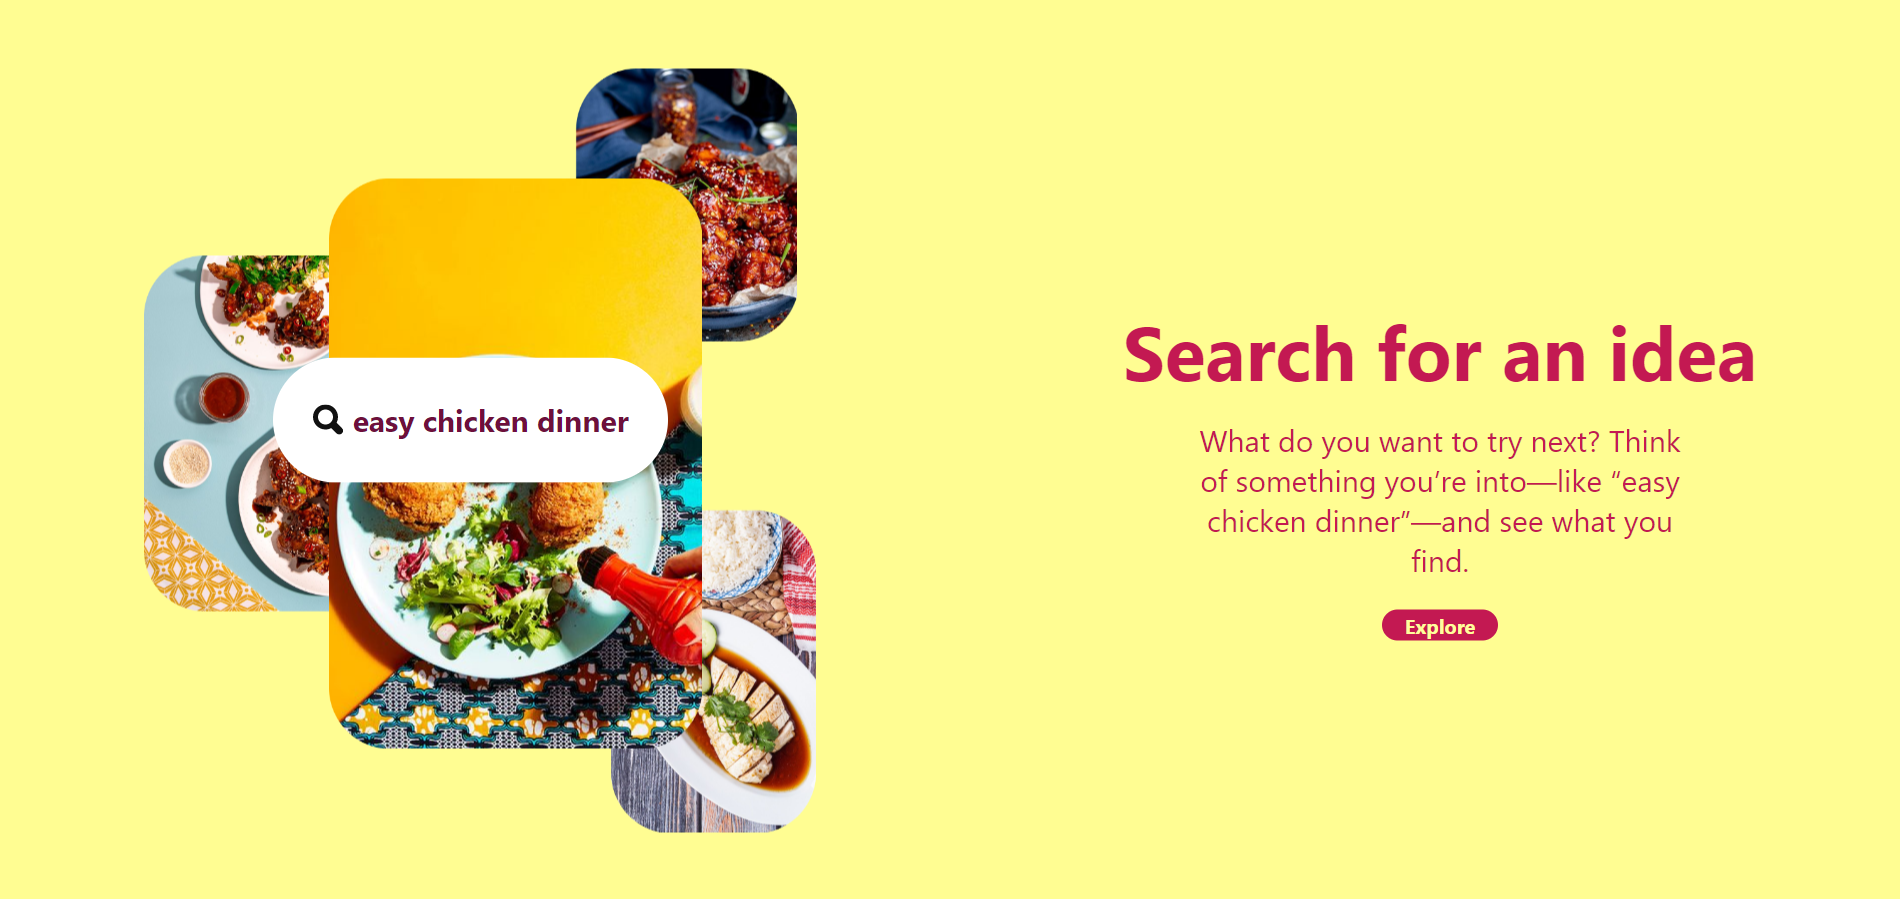 easy chicken dinner
Search for an idea
What do you want to try next? Think
of something you’re into—like “easy
chicken dinner”—and see what you
find.
Explore